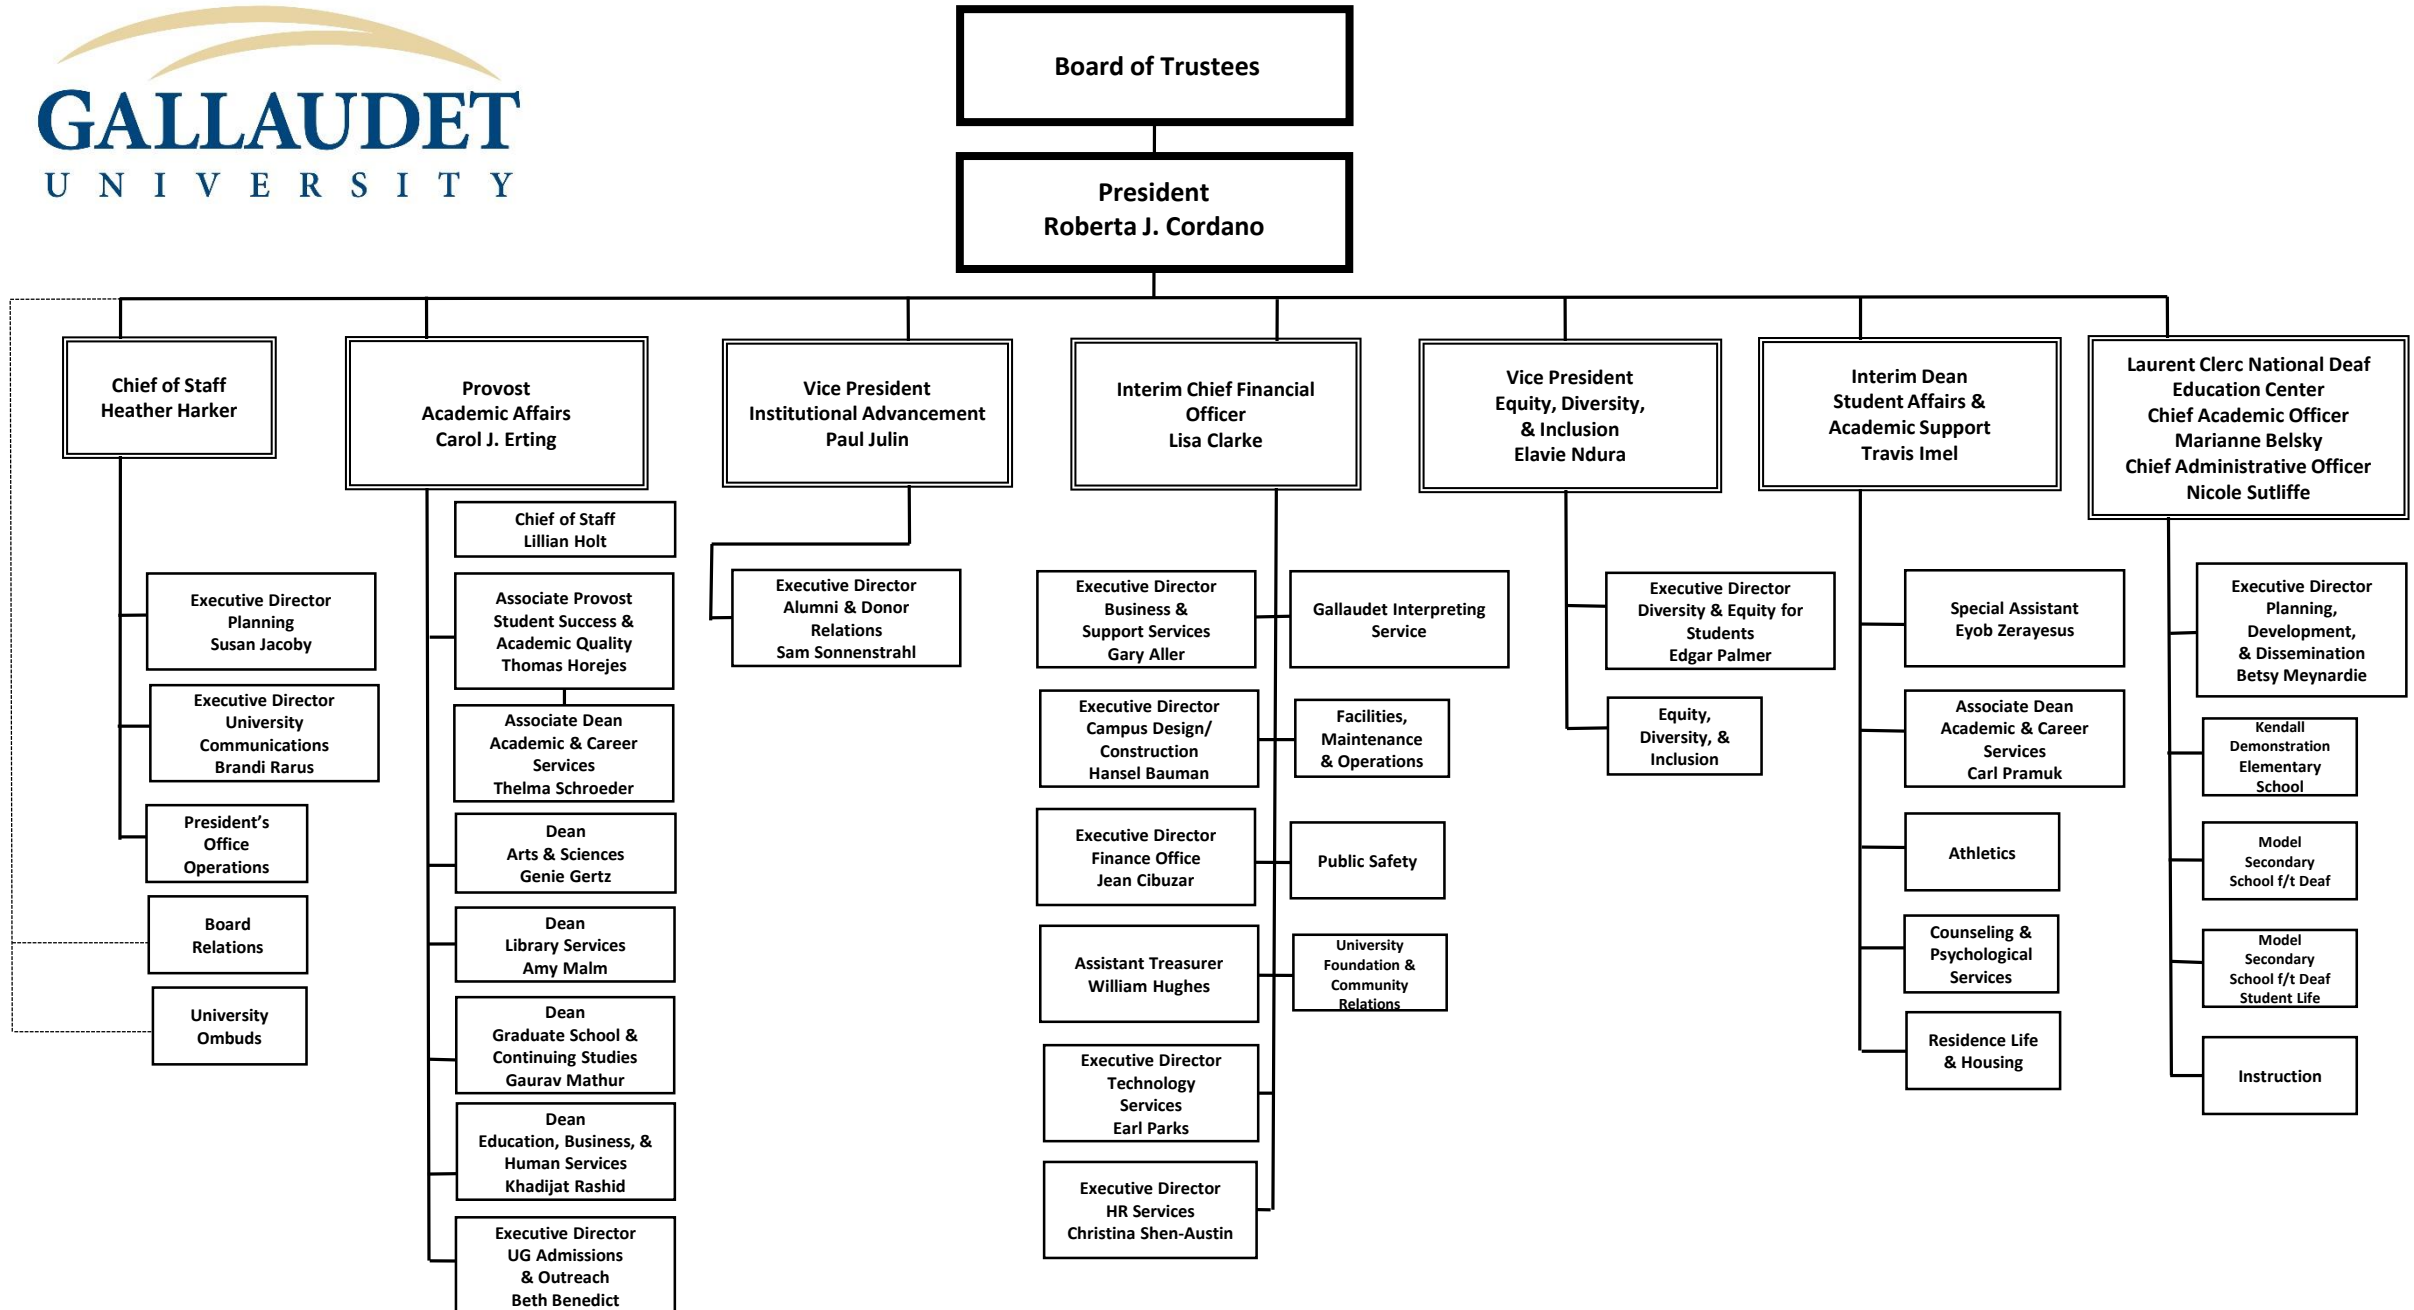 GALLAUDET
UNIVERSITY
Board of Trustees
President
Roberta J. Cordano
Chief of Staff
Heather Harker
Executive Director
Planning
Susan Jacoby
Executive Director
University
Communications
Brandi Rarus
President’s
Office
Operations
Board
Relations
University
Ombuds
Provost
Academic Affairs
Carol J. Erting
Chief of Staff
Lillian Holt
Associate Provost
Student Success &
Academic Quality
Thomas Horejes
Associate Dean
Academic & Career
Services
Thelma Schroeder
Dean
Arts & Sciences
Genie Gertz
Dean
Library Services
Amy Malm
Dean
Graduate School &
Continuing Studies
Gaurav Mathur
Dean
Education, Business, &
Human Services
Khadijat Rashid
Executive Director
UG Admissions
& Outreach
Beth Benedict
Vice President
Institutional Advancement
Paul Julin
Executive Director
Alumni & Donor
Relations
Sam Sonnenstrahl
Interim Chief Financial
Officer
Lisa Clarke
Executive Director
Business &
Support Services
Gary Aller
Gallaudet Interpreting
Service
Executive Director
Campus Design/
Construction
Hansel Bauman
Facilities,
Maintenance
& Operations
Executive Director
Finance Office
Jean Cibuzar
Public Safety
Assistant Treasurer
William Hughes
University
Foundation &
Community
Relations
Executive Director
Technology
Services
Earl Parks
Executive Director
HR Services
Christina Shen-Austin
Vice President
Equity, Diversity,
& Inclusion
Elavie Ndura
Executive Director
Diversity & Equity for
Students
Edgar Palmer
Equity,
Diversity, &
Inclusion
Interim Dean
Student Affairs &
Academic Support
Travis Imel
Special Assistant
Eyob Zerayesus
Associate Dean
Academic & Career
Services
Carl Pramuk
Athletics
Counseling &
Psychological
Services
Residence Life
& Housing
Laurent Clerc National Deaf
Education Center
Chief Academic Officer
Marianne Belsky
Chief Administrative Officer
Nicole Sutliffe
Executive Director
Planning,
Development,
& Dissemination
Betsy Meynardie
Kendall
Demonstration
Elementary
School
Model
Secondary
School f/t Deaf
Model
Secondary
School f/t Deaf
Student Life
Instruction